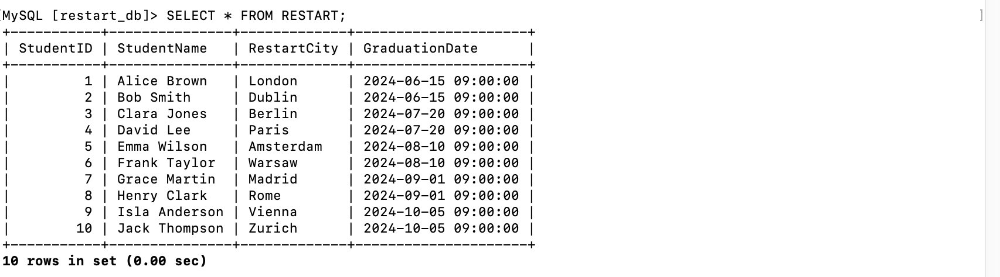 [MySQL [restart_db]> SELECT * FROM RESTART; ]
+-----------+---------------+-------------+---------------------+
| StudentID | StudentName   | RestartCity | GraduationDate      |
+-----------+---------------+-------------+---------------------+
|         1 | Alice Brown   | London      | 2024-06-15 09:00:00 |
|         2 | Bob Smith     | Dublin      | 2024-06-15 09:00:00 |
|         3 | Clara Jones   | Berlin      | 2024-07-20 09:00:00 |
|         4 | David Lee     | Paris       | 2024-07-20 09:00:00 |
|         5 | Emma Wilson   | Amsterdam   | 2024-08-10 09:00:00 |
|         6 | Frank Taylor  | Warsaw      | 2024-08-10 09:00:00 |
|         7 | Grace Martin  | Madrid      | 2024-09-01 09:00:00 |
|         8 | Henry Clark   | Rome        | 2024-09-01 09:00:00 |
|         9 | Isla Anderson | Vienna      | 2024-10-05 09:00:00 |
|        10 | Jack Thompson | Zurich      | 2024-10-05 09:00:00 |
+-----------+---------------+-------------+---------------------+
10 rows in set (0.00 sec)